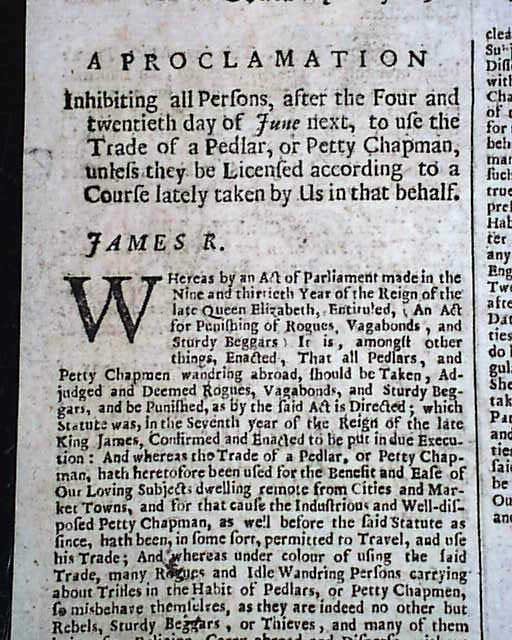 A PROCLAMATION
Inhibiting all Perſons, after the Four and
twentieth day of June next, to uſe the
Trade of a Pedlar, or Petty Chapman,
unleſs they be Licenſed according to a
Courſe lately taken by Us in that behalf.
JAMES R.
WHereas by an Act of Parliament made in the
Nine and thirtieth Year of the Reign of the
late Queen Elizabeth, Entituled, (An Act
for Puniſhing of Rogues, Vagabonds, and
Sturdy Beggars) It is, amongſt other
things, Enacted, That all Pedlars, and
Petty Chapmen wandring abroad, ſhould be Taken, Ad-
judged and Deemed Rogues, Vagabonds, and Sturdy Beg-
gars, and be Puniſhed, as by the ſaid Act is Directed; which
Statute was, in the Seventh year of the Reign of the late
King James, Confirmed and Enacted to be put in due Execu-
tion: And whereas the Trade of a Pedlar, or Petty Chap-
man, hath heretofore been uſed for the Benefit and Eaſe of
Our Loving Subjects dwelling remote from Cities and Mar-
ket Towns, and for that cauſe the Induſtrious and Well-diſ-
poſed Petty Chapman, as well before the ſaid Statute as
ſince, hath been, in ſome ſort, permitted to Travel, and uſe
his Trade; And whereas under colour of uſing the ſaid
Trade, many Rogues and Idle Wandring Perſons carrying
about Trifles in the Habit of Pedlars, or Petty Chapmen,
ſo misbehave themſelves, as they are indeed no other but
Rebels, Sturdy Beggars, or Thieves, and many of them